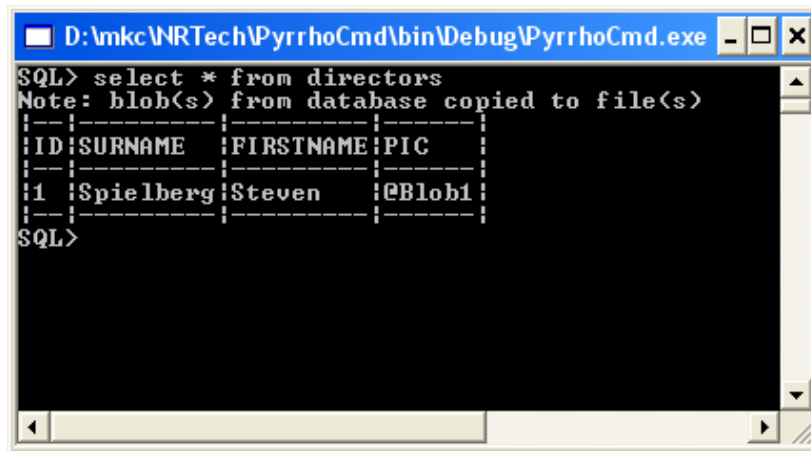 D:\mkc\NRTech\PyrrhoCmd\bin\Debug\PyrrhoCmd.exe
SQL> select * from directors
Note: blob(s) from database copied to file(s)
|--|---------|---------|------|
|ID|SURNAME  |FIRSTNAME|PIC   |
|--|---------|---------|------|
|1 |Spielberg|Steven   |@Blob1|
|--|---------|---------|------|
SQL>